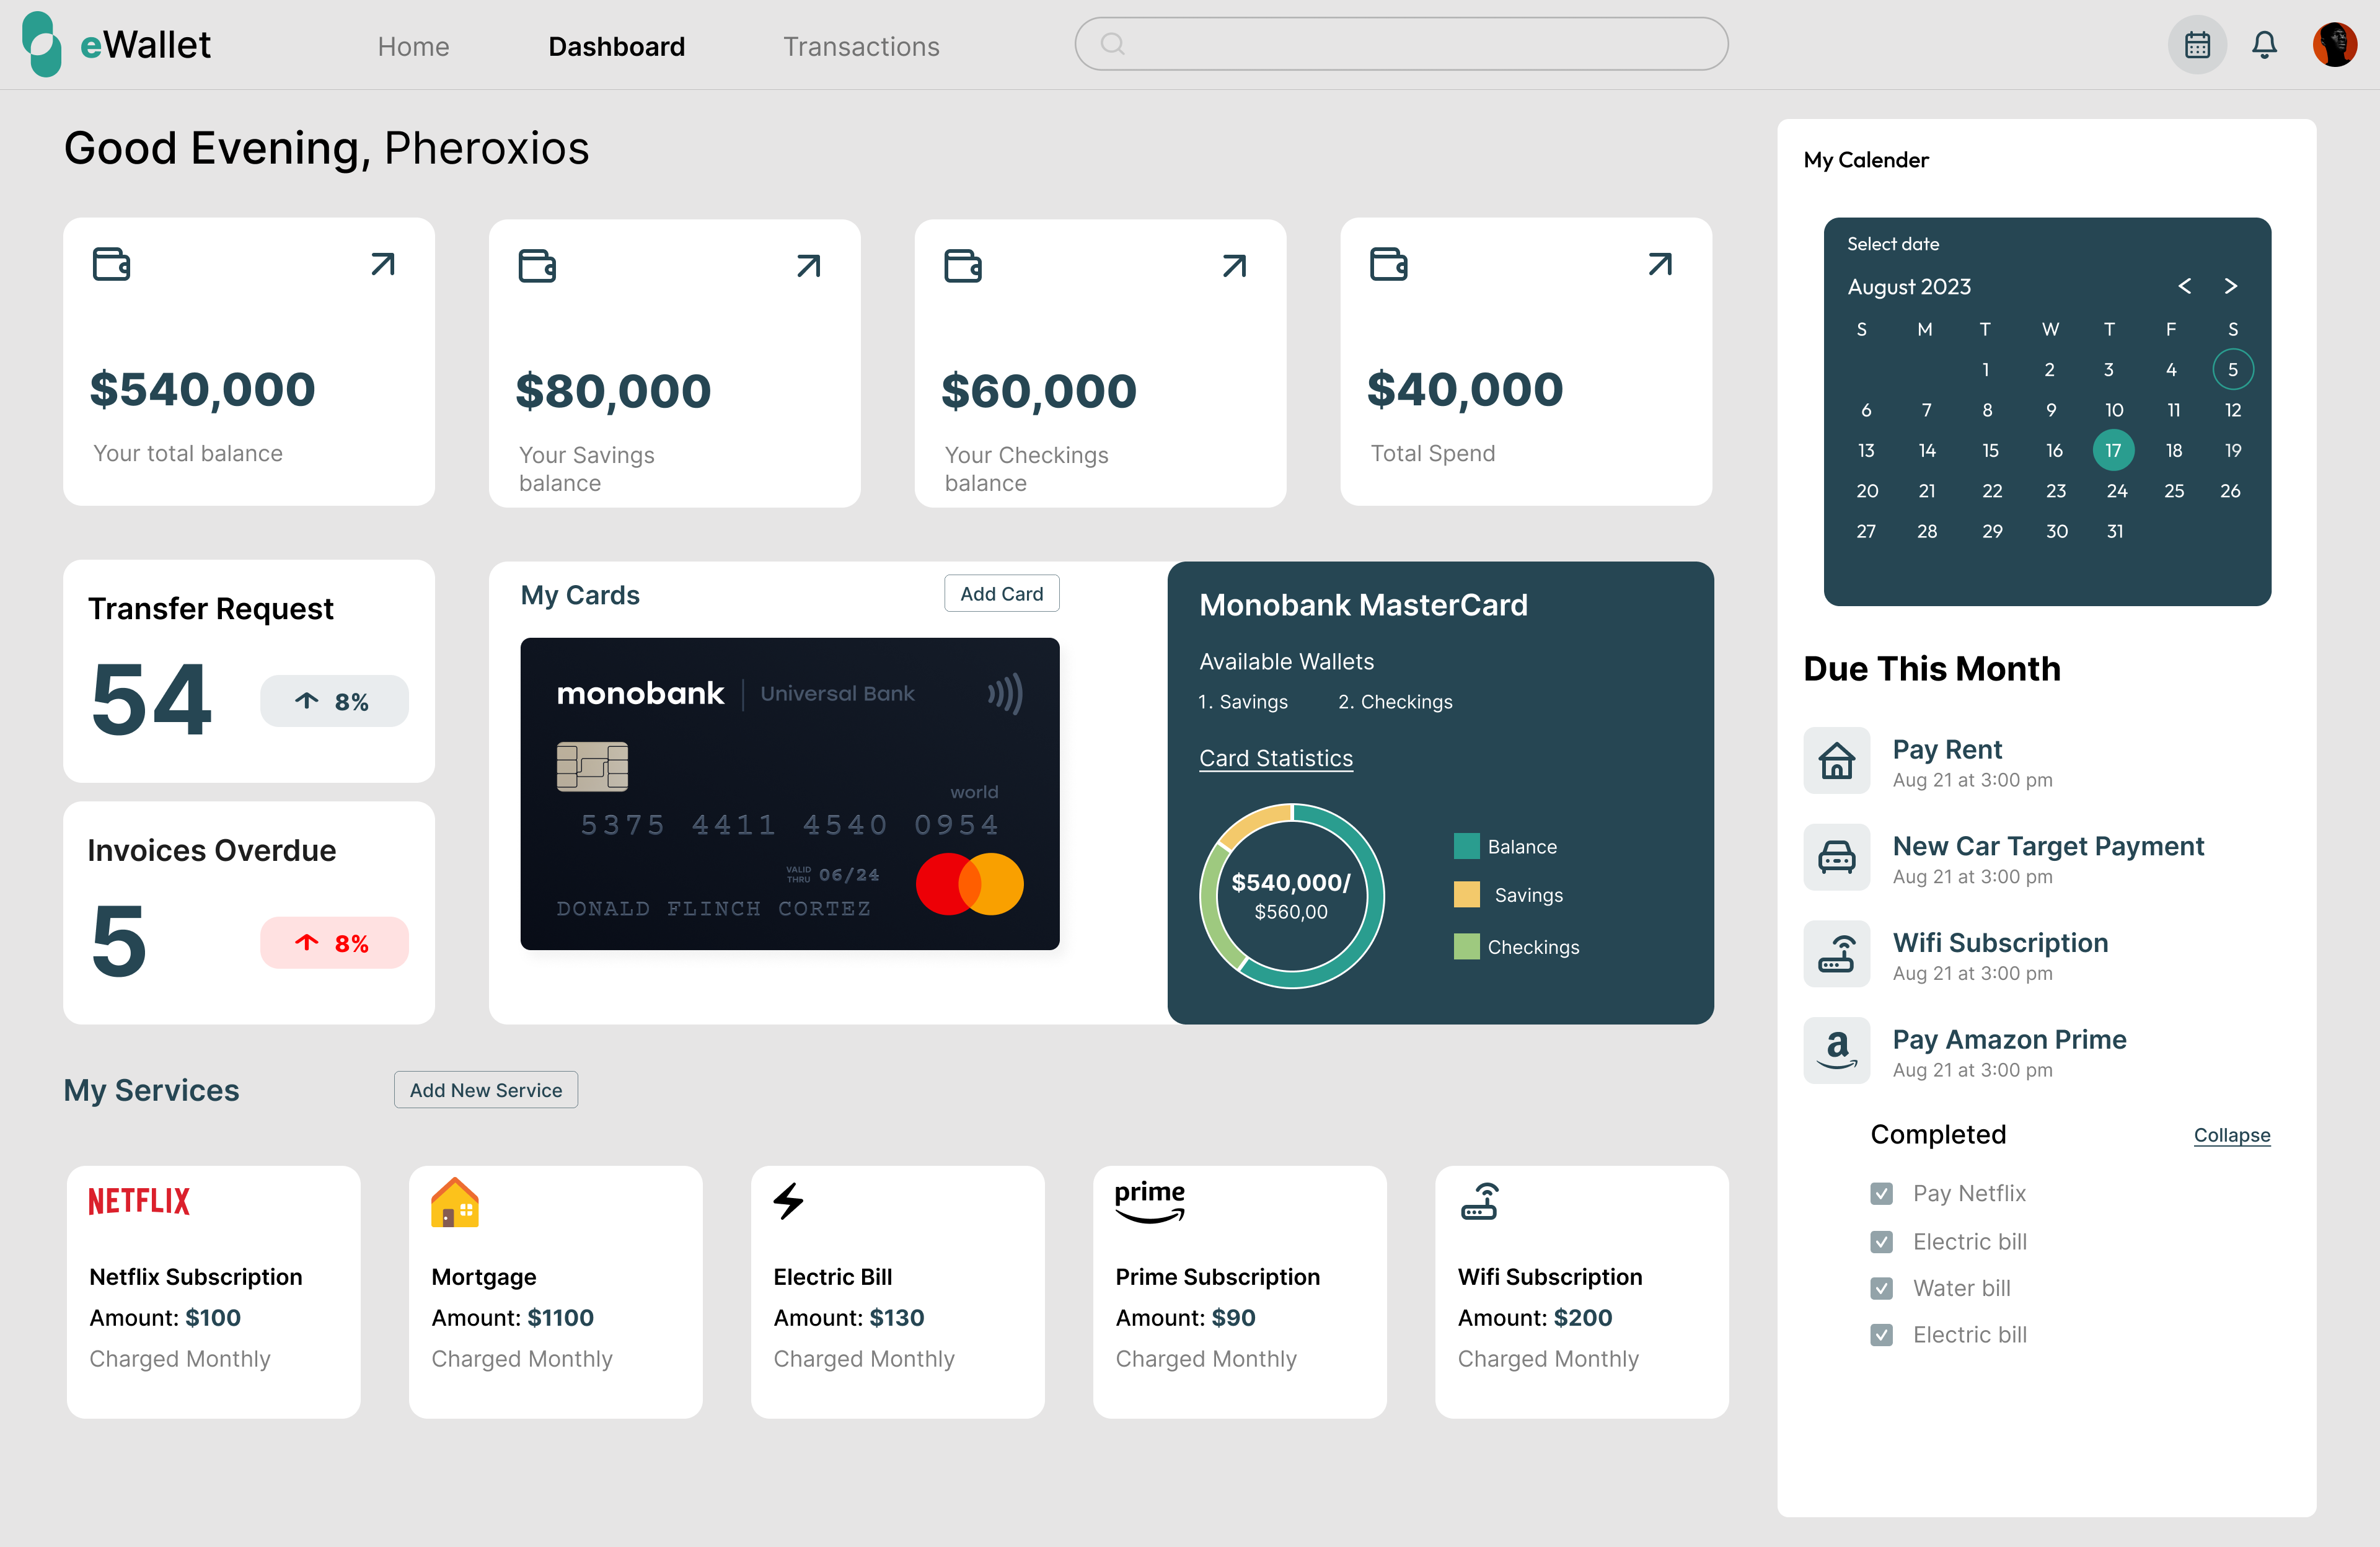 eWallet
Home
Dashboard
Transactions
Good Evening, Pheroxios
$540,000
Your total balance
$80,000
Your Savings
balance
$60,000
Your Checkings
balance
$40,000
Total Spend
Transfer Request
54
8%
Invoices Overdue
5
8%
My Cards
Add Card
monobank
Universal Bank
world
5375 4411 4540 0954
VALID
THRU
06/24
DONALD FLINCH CORTEZ
Monobank MasterCard
Available Wallets
1. Savings
2. Checkings
Card Statistics
$540,000/
$560,00
Balance
Savings
Checkings
My Services
Add New Service
NETFLIX
Netflix Subscription
Amount: $100
Charged Monthly
Mortgage
Amount: $1100
Charged Monthly
Electric Bill
Amount: $130
Charged Monthly
prime
Prime Subscription
Amount: $90
Charged Monthly
Wifi Subscription
Amount: $200
Charged Monthly
My Calender
Select date
August 2023
< >
S M T W T F S
1 2 3 4 5
6 7 8 9 10 11 12
13 14 15 16 17 18 19
20 21 22 23 24 25 26
27 28 29 30 31
Due This Month
Pay Rent
Aug 21 at 3:00 pm
New Car Target Payment
Aug 21 at 3:00 pm
Wifi Subscription
Aug 21 at 3:00 pm
a
Pay Amazon Prime
Aug 21 at 3:00 pm
Completed
Collapse
Pay Netflix
Electric bill
Water bill
Electric bill